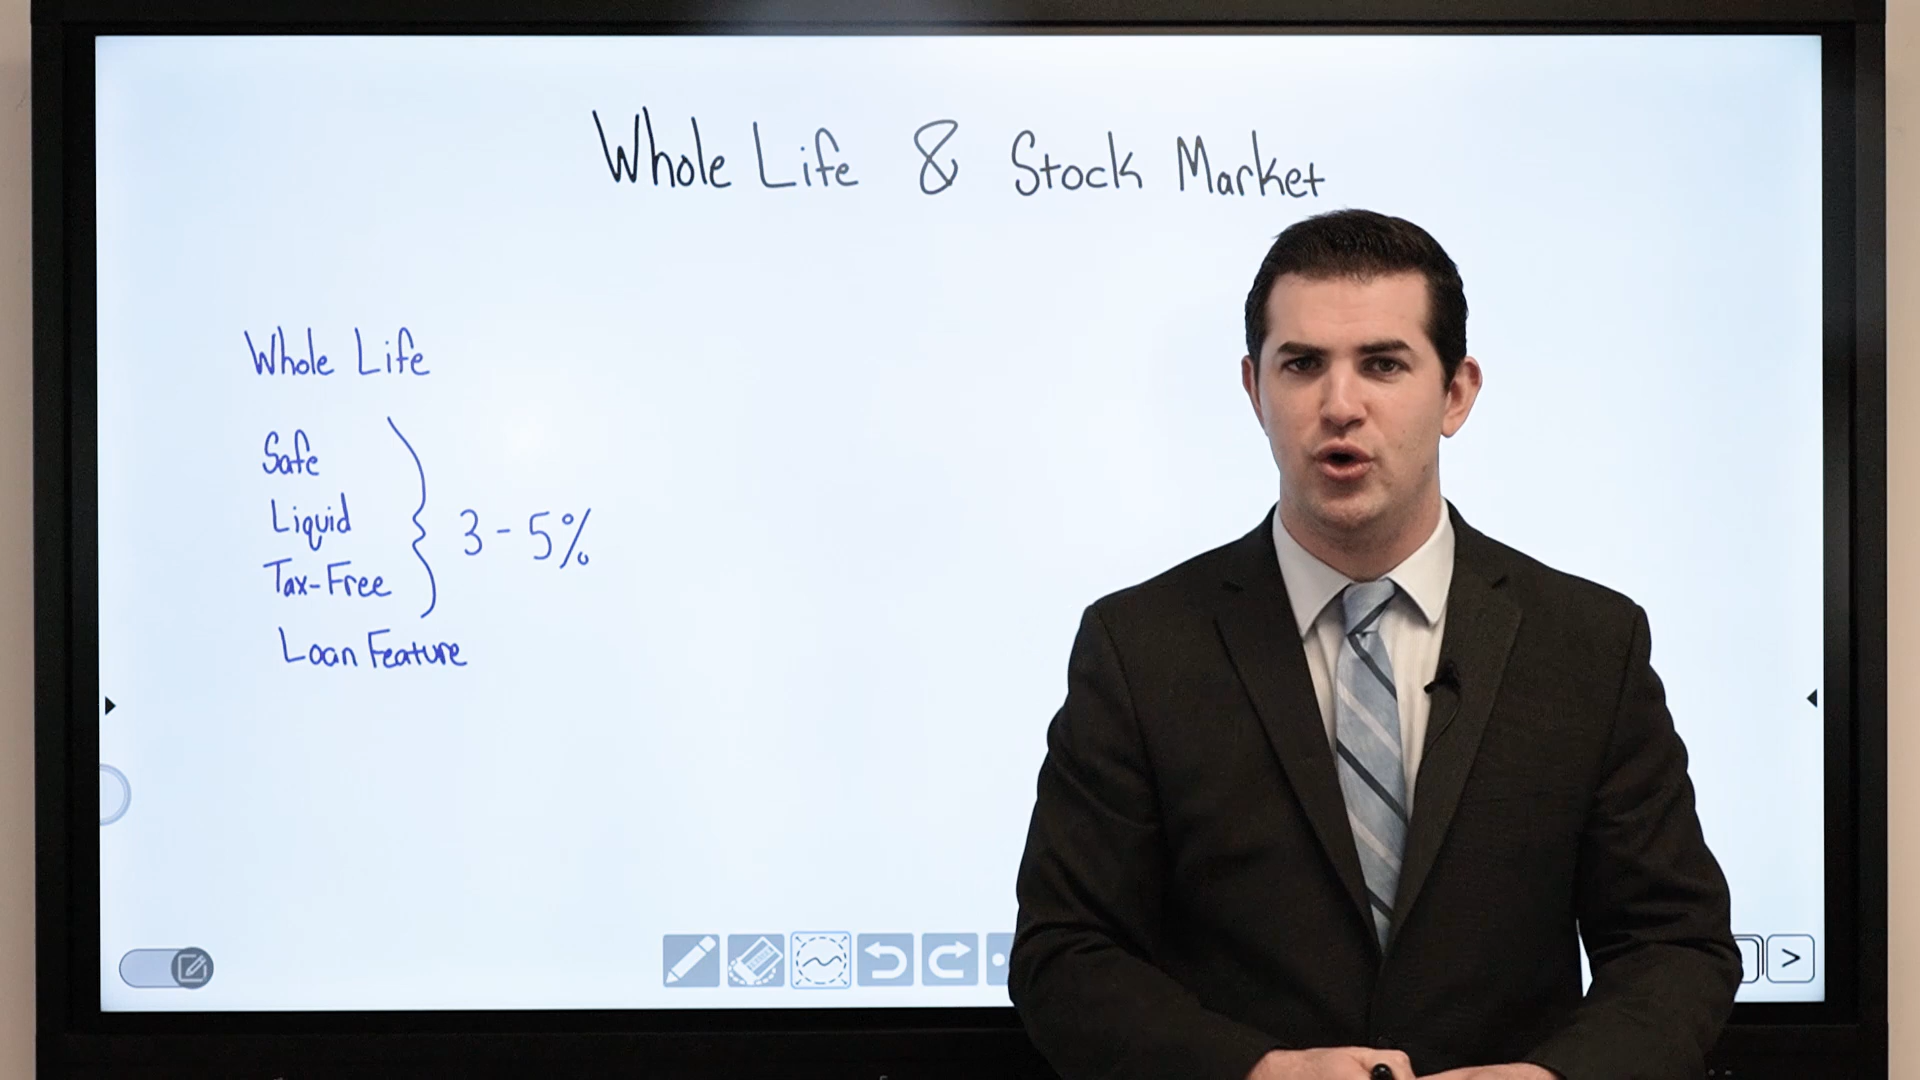 Whole Life & Stock Market
Whole Life
Safe
Liquid
Tax-Free
3-5%
Loan Feature